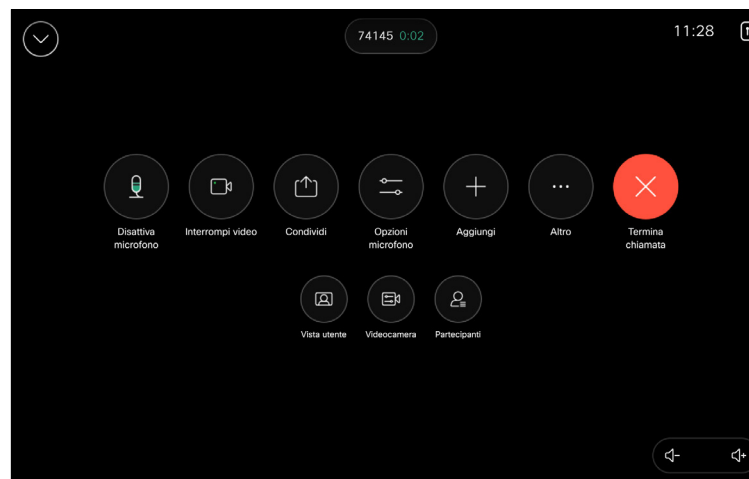 74145 0:02
11:28
Disattiva
microfono
Interrompi video
Condividi
Opzioni
microfono
Aggiungi
Altro
Termina
chiamata
Vista utente
Videocamera
Partecipanti